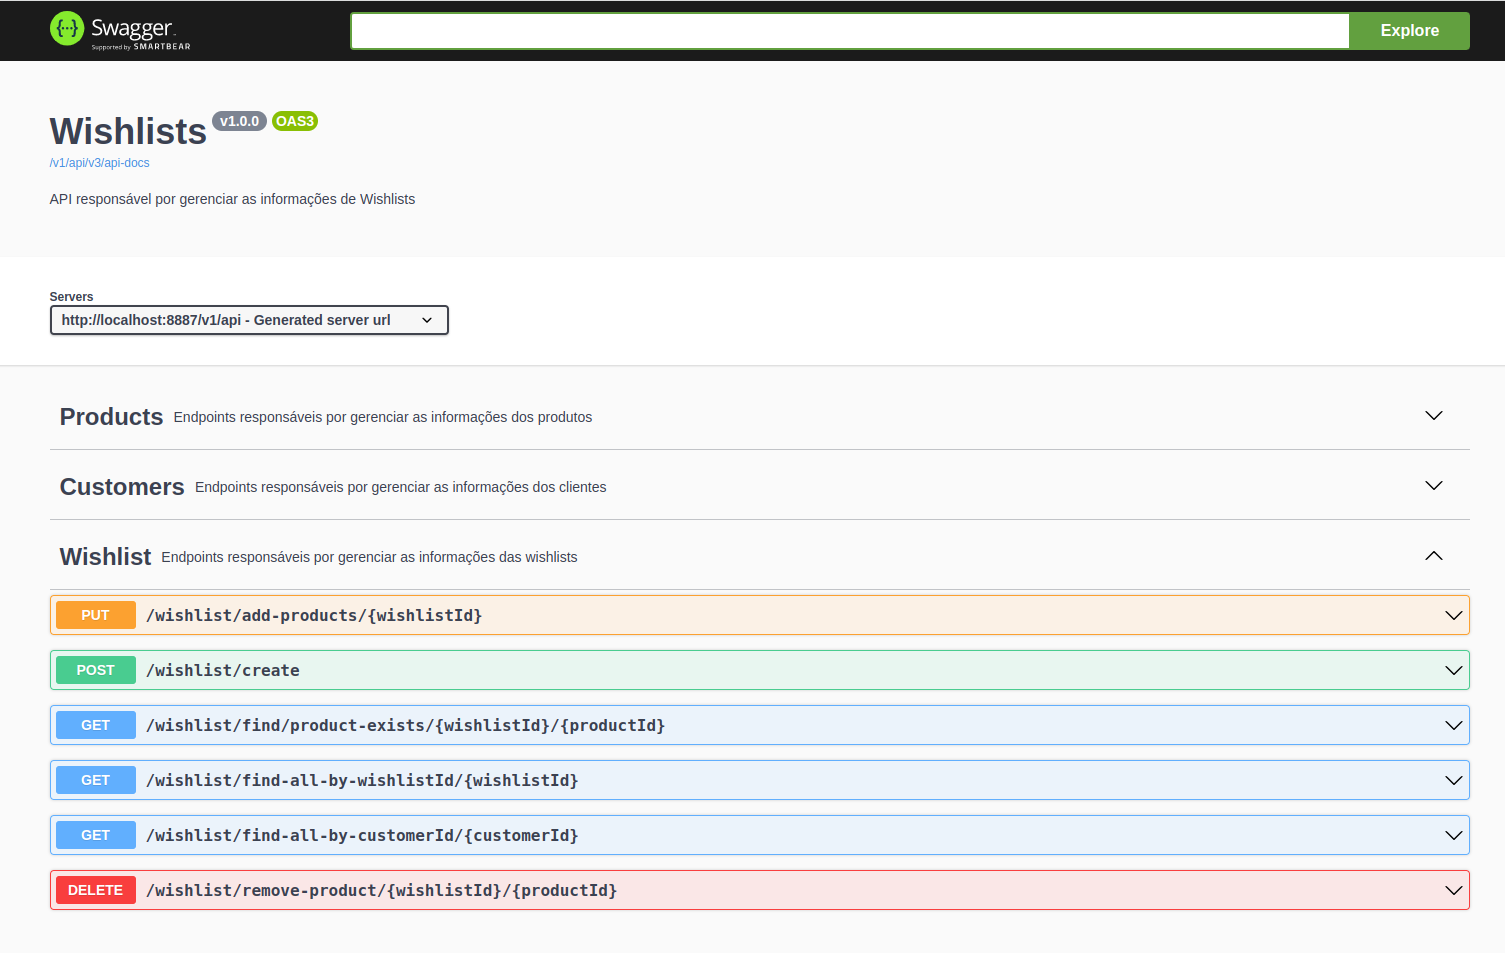 {···} Swagger
Supported by SMARTBEAR
Explore
Wishlists v1.0.0 OAS3
/v1/api/v3/api-docs
API responsável por gerenciar as informações de Wishlists
Servers
http://localhost:8887/v1/api - Generated server url
Products Endpoints responsáveis por gerenciar as informações dos produtos
Customers Endpoints responsáveis por gerenciar as informações dos clientes
Wishlist Endpoints responsáveis por gerenciar as informações das wishlists
PUT /wishlist/add-products/{wishlistId}
POST /wishlist/create
GET /wishlist/find/product-exists/{wishlistId}/{productId}
GET /wishlist/find-all-by-wishlistId/{wishlistId}
GET /wishlist/find-all-by-customerId/{customerId}
DELETE /wishlist/remove-product/{wishlistId}/{productId}